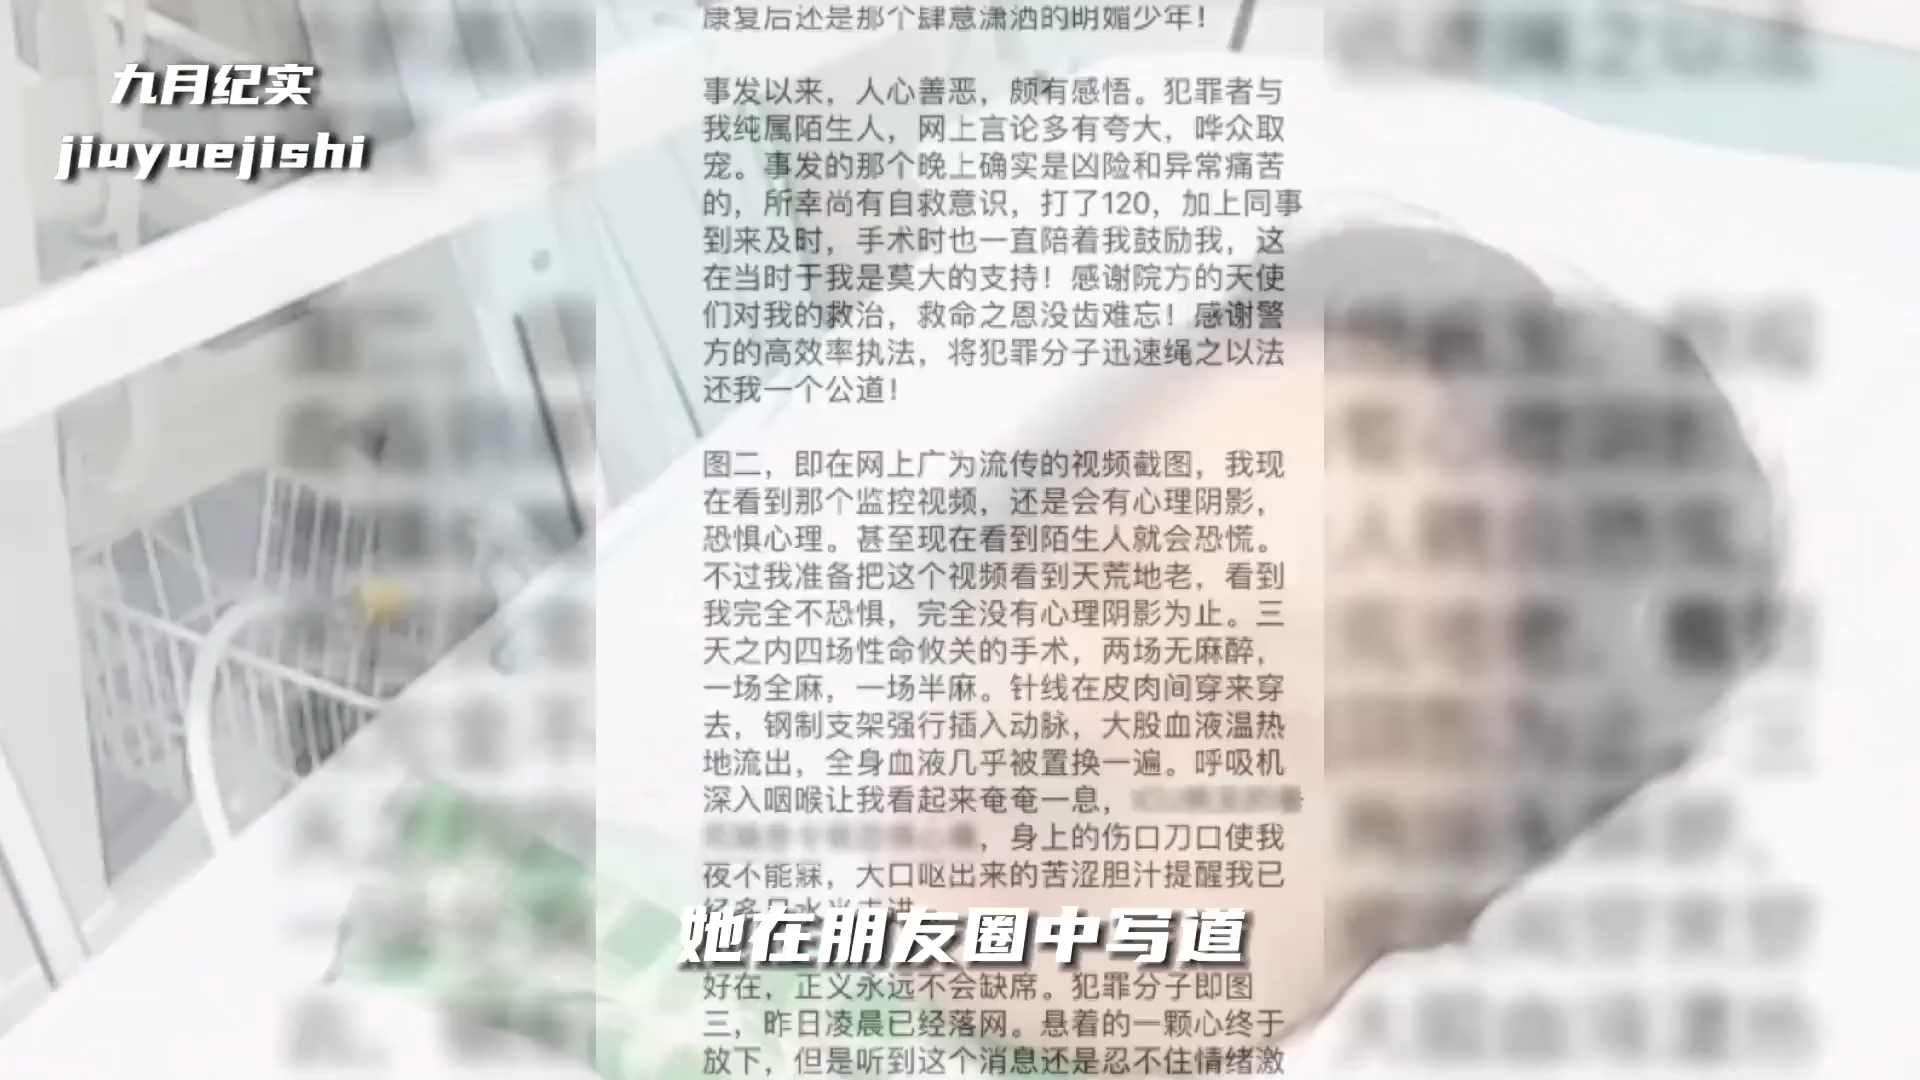 九月纪实
jiuyuejishi
康复后还是那个肆意潇洒的明媚少年！
事发以来，人心善恶，颇有感悟。犯罪者与
我纯属陌生人，网上言论多有夸大，哗众取
宠。事发的那个晚上确实是凶险和异常痛苦
的，所幸尚有自救意识，打了120，加上同事
到来及时，手术时也一直陪着我鼓励我，这
在当时于我是莫大的支持！感谢院方的天使
们对我的救治，救命之恩没齿难忘！感谢警
方的高效率执法，将犯罪分子迅速绳之以法
还我一个公道！
图二，即在网上广为流传的视频截图，我现
在看到那个监控视频，还是会有心理阴影，
恐惧心理。甚至现在看到陌生人就会恐慌。
不过我准备把这个视频看到天荒地老，看到
我完全不恐惧，完全没有心理阴影为止。三
天之内四场性命攸关的手术，两场无麻醉，
一场全麻，一场半麻。针线在皮肉间穿来穿
去，钢制支架强行插入动脉，大股血液温热
地流出，全身血液几乎被置换一遍。呼吸机
深入咽喉让我看起来奄奄一息，
，身上的伤口刀口使我
夜不能寐，大口呕出来的苦涩胆汁提醒我已
她在朋友圈中写道
好在，正义永远不会缺席。犯罪分子即图
三，昨日凌晨已经落网。悬着的一颗心终于
放下，但是听到这个消息还是忍不住情绪激